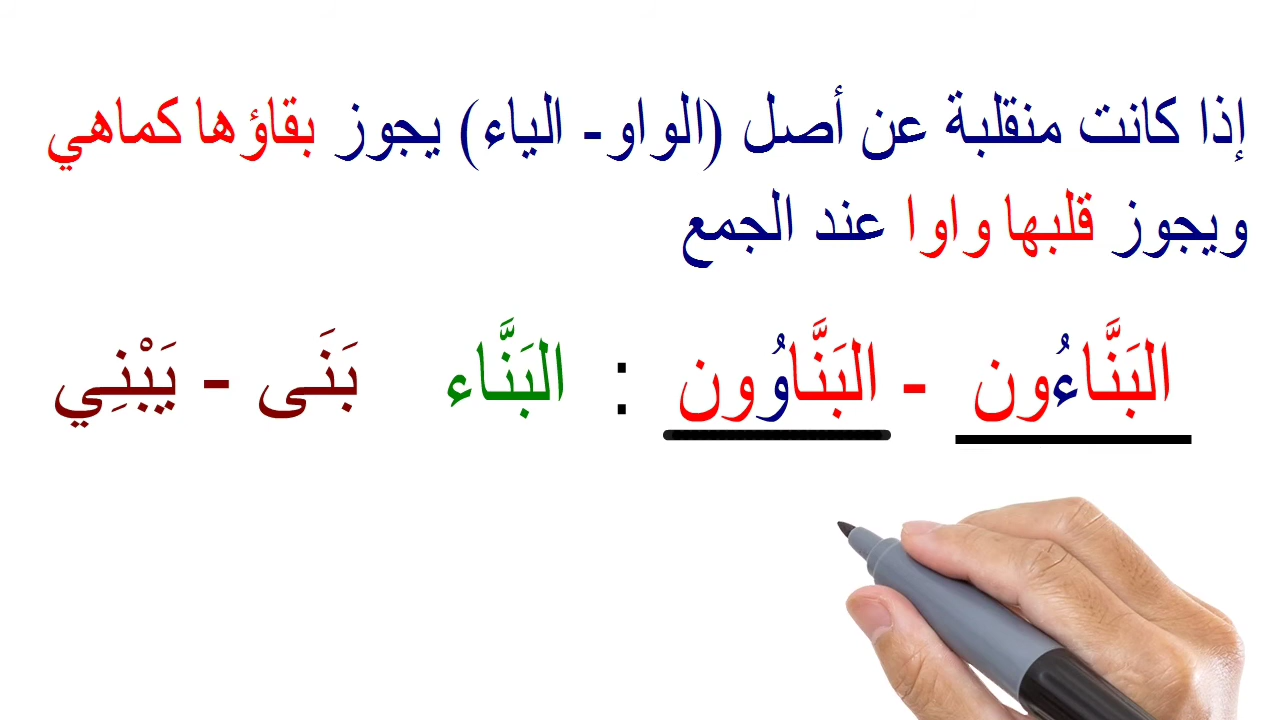 إذا كانت منقلبة عن أصل (الواو- الياء) يجوز بقاؤها كماهي
ويجوز قلبها واوا عند الجمع
البَنَّاءُون - البَنَّاوُون : البَنَّاء بَنَى - يَبْنِي